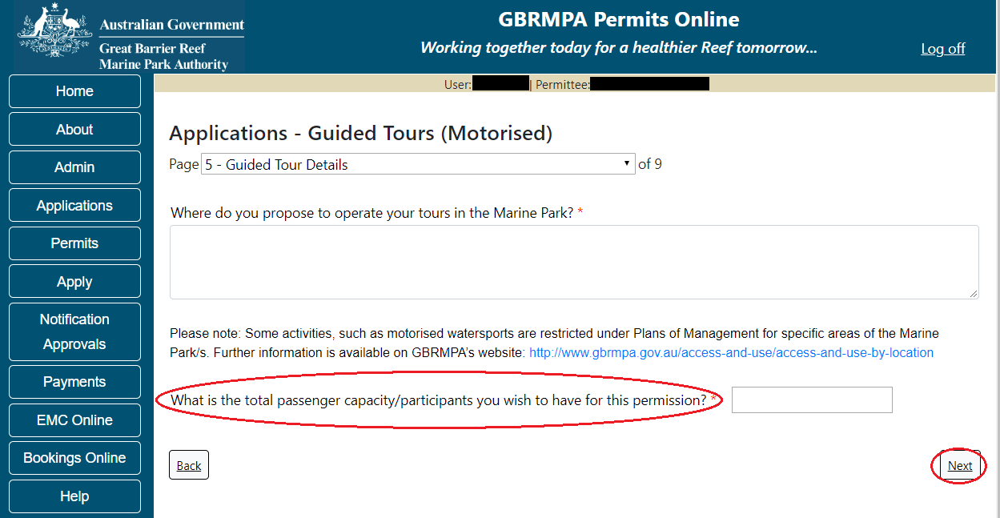 Australian Government
Great Barrier Reef
Marine Park Authority
GBRMPA Permits Online
Working together today for a healthier Reef tomorrow...
Log off
User: | Permittee:
Home
About
Admin
Applications
Permits
Apply
Notification
Approvals
Payments
EMC Online
Bookings Online
Help
Applications - Guided Tours (Motorised)
Page 5 - Guided Tour Details of 9
Where do you propose to operate your tours in the Marine Park? *
Please note: Some activities, such as motorised watersports are restricted under Plans of Management for specific areas of the Marine
Park/s. Further information is available on GBRMPA's website: http://www.gbrmpa.gov.au/access-and-use/access-and-use-by-location
What is the total passenger capacity/participants you wish to have for this permission? *
Back
Next